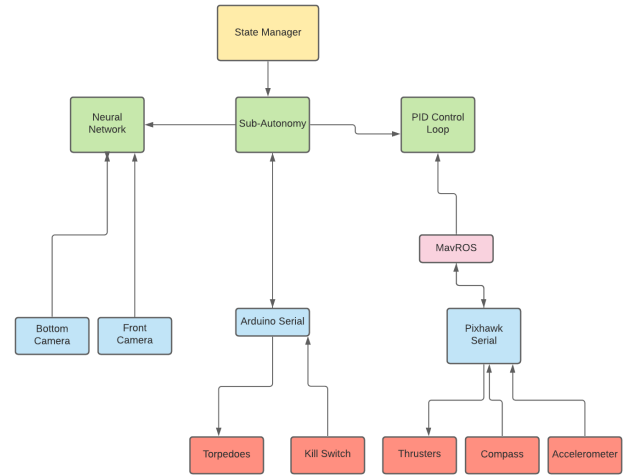 State Manager
Neural
Network
Sub-Autonomy
PID Control
Loop
MavROS
Bottom
Camera
Front
Camera
Arduino Serial
Pixhawk
Serial
Torpedoes
Kill Switch
Thrusters
Compass
Accelerometer